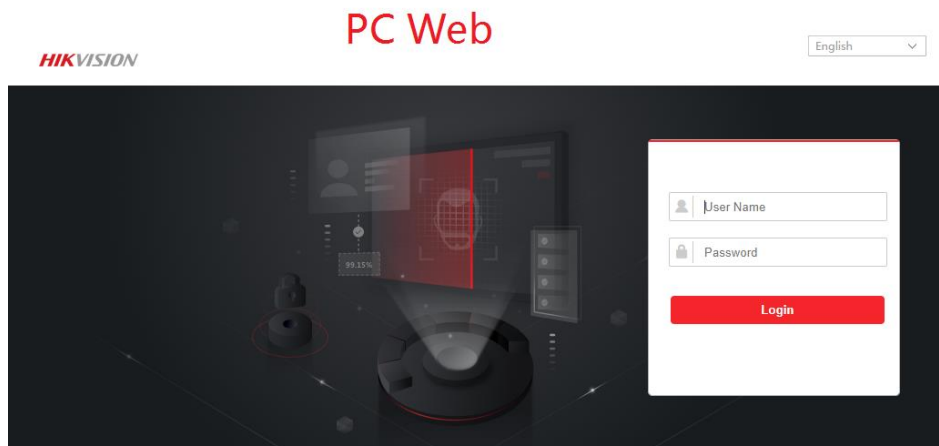 PC Web
HIKVISION
English
User Name
Password
99.15%
Login